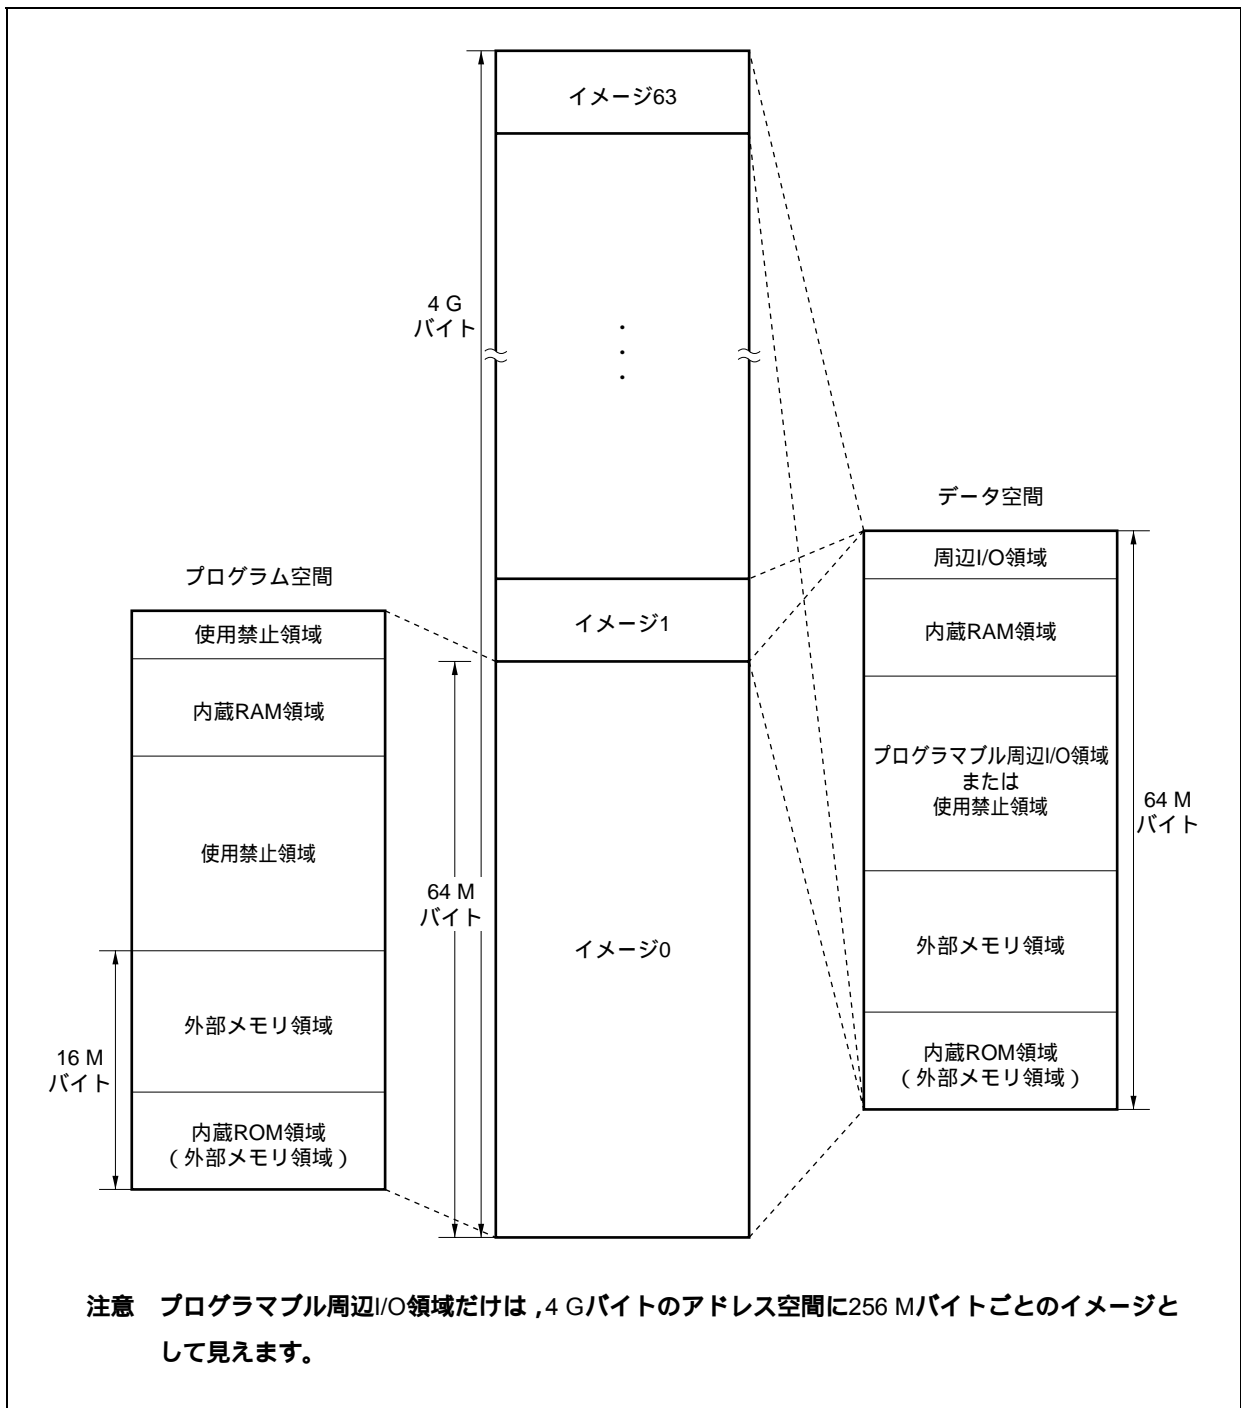 イメージ63
4 G
バイト
・
・
・
データ空間
周辺I/O領域
プログラム空間
イメージ1
使用禁止領域
内蔵RAM領域
内蔵RAM領域
プログラマブル周辺I/O領域
または
使用禁止領域
64 M
バイト
使用禁止領域
64 M
バイト
イメージ0
外部メモリ領域
外部メモリ領域
16 M
バイト
内蔵ROM領域
(外部メモリ領域)
内蔵ROM領域
(外部メモリ領域)
注意 プログラマブル周辺I/O領域だけは,4 Gバイトのアドレス空間に256 Mバイトごとのイメージと
して見えます。